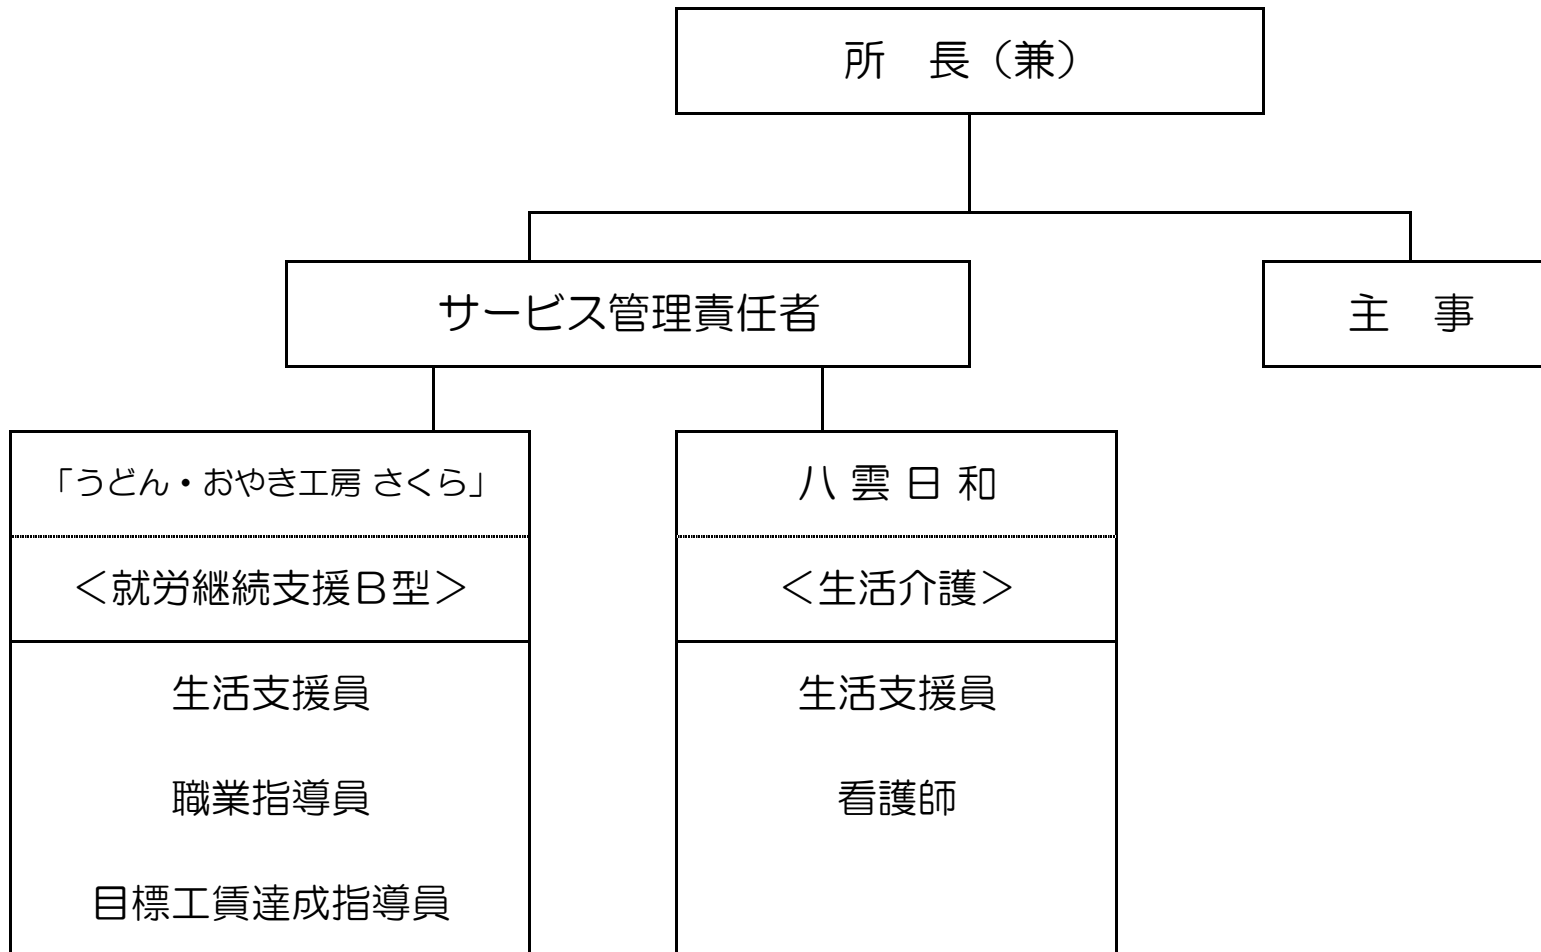 所　長（兼）
サービス管理責任者
主　事
「うどん・おやき工房 さくら」
八 雲 日 和
＜就労継続支援Ｂ型＞
＜生活介護＞
生活支援員
生活支援員
職業指導員
看護師
目標工賃達成指導員